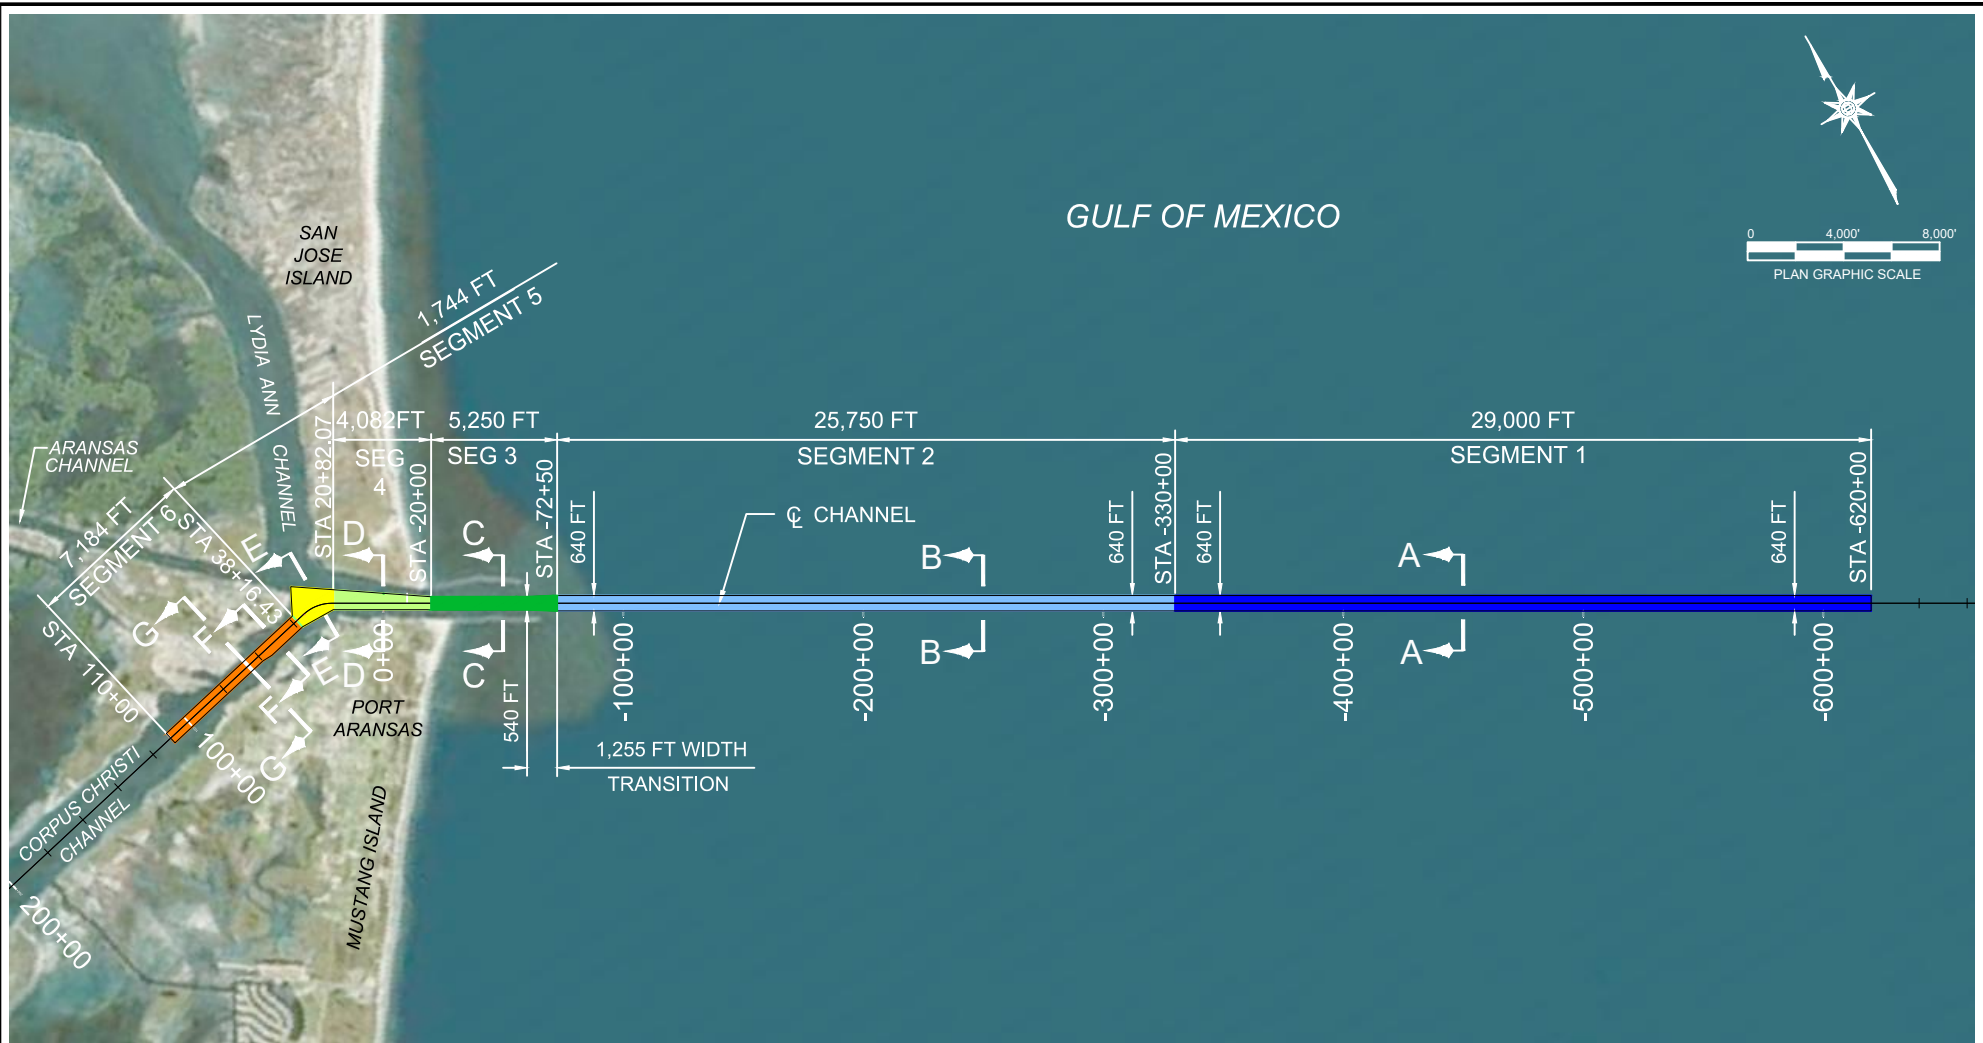 GULF OF MEXICO
0 4,000' 8,000'
PLAN GRAPHIC SCALE
SAN
JOSE
ISLAND
LYDIA ANN
CHANNEL
ARANSAS
CHANNEL
1,744 FT
SEGMENT 5
7,184 FT
SEGMENT 6
4,082FT
SEG
4
5,250 FT
SEG 3
25,750 FT
SEGMENT 2
29,000 FT
SEGMENT 1
STA 110+00
STA 38+16.43
STA 20+82.07
STA -20+00
STA -72+50
STA -330+00
STA -620+00
640 FT
640 FT
640 FT
640 FT
℄ CHANNEL
E
D
C
B
A
G
F
E
D
C
B
A
F
G
0+00
-100+00
-200+00
-300+00
-400+00
-500+00
-600+00
100+00
200+00
540 FT
1,255 FT WIDTH
TRANSITION
PORT
ARANSAS
MUSTANG ISLAND
CORPUS CHRISTI
CHANNEL